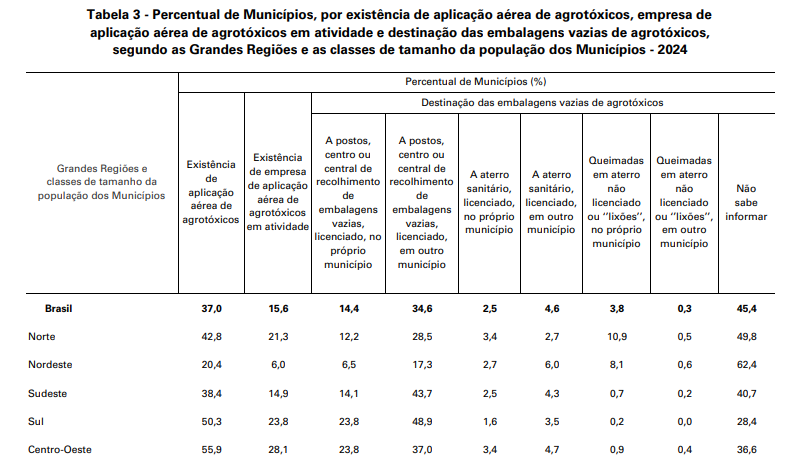 Tabela 3 - Percentual de Municípios, por existência de aplicação aérea de agrotóxicos, empresa de
aplicação aérea de agrotóxicos em atividade e destinação das embalagens vazias de agrotóxicos,
segundo as Grandes Regiões e as classes de tamanho da população dos Municípios - 2024
Grandes Regiões e
classes de tamanho da
população dos Municípios
Percentual de Municípios (%)
Existência
de
aplicação
aérea de
agrotóxicos
Existência
de empresa
de aplicação
aérea de
agrotóxicos
em atividade
Destinação das embalagens vazias de agrotóxicos
A postos,
centro ou
central de
recolhimento
de
embalagens
vazias,
licenciado, no
próprio
município
A postos,
centro ou
central de
recolhimento
de
embalagens
vazias,
licenciado,
em outro
município
A aterro
sanitário,
licenciado,
no próprio
município
A aterro
sanitário,
licenciado,
em outro
município
Queimadas
em aterro
não
licenciado
ou “lixões”,
no próprio
município
Queimadas
em aterro
não
licenciado
ou “lixões”,
em outro
município
Não
sabe
informar
Brasil 37,0 15,6 14,4 34,6 2,5 4,6 3,8 0,3 45,4
Norte 42,8 21,3 12,2 28,5 3,4 2,7 10,9 0,5 49,8
Nordeste 20,4 6,0 6,5 17,3 2,7 6,0 8,1 0,6 62,4
Sudeste 38,4 14,9 14,1 43,7 2,5 4,3 0,7 0,2 40,7
Sul 50,3 23,8 23,8 48,9 1,6 3,5 0,2 0,0 28,4
Centro-Oeste 55,9 28,1 23,8 37,0 3,4 4,7 0,9 0,4 36,6